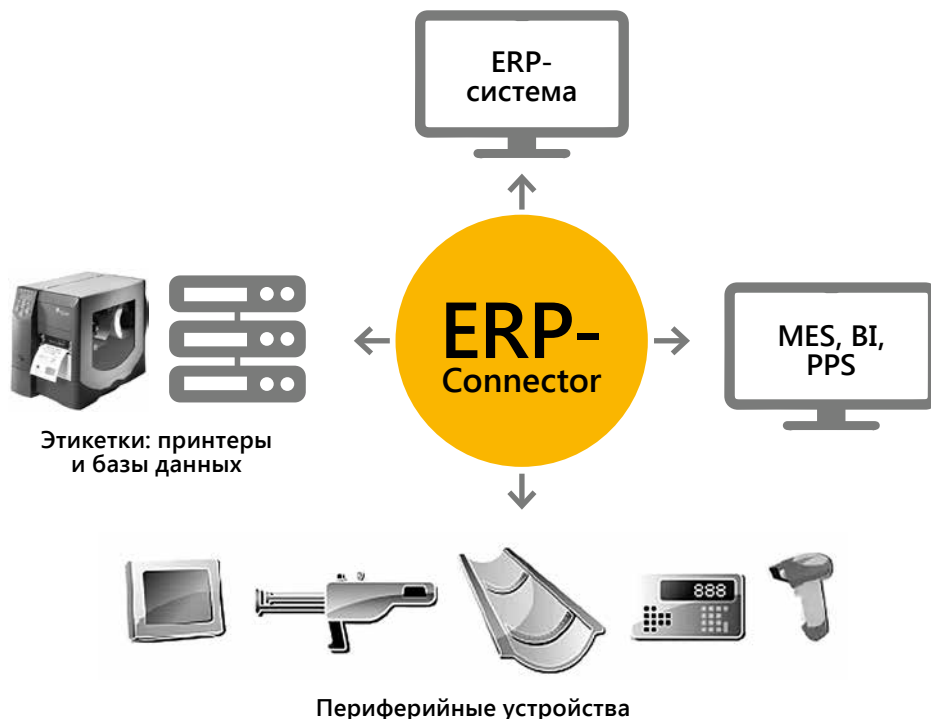 ERP-
система
ERP-
Connector
MES, BI,
PPS
Этикетки: принтеры
и базы данных
888
Периферийные устройства